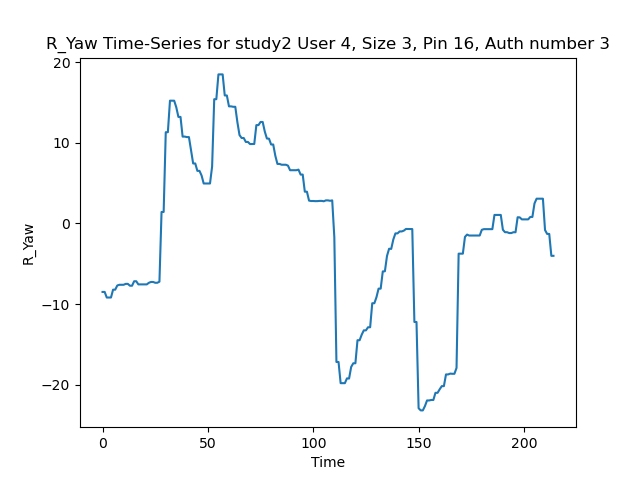 R_Yaw Time-Series for study2 User 4, Size 3, Pin 16, Auth number 3
20
10
0
−10
−20
R_Yaw
0 50 100 150 200
Time